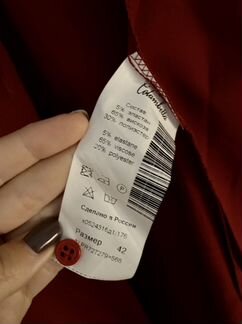 Состав:
5% эластан
65% вискоза
30% полиэстер
5% elastane
65% viscose
30% polyester
Сделано в России
Размер 42